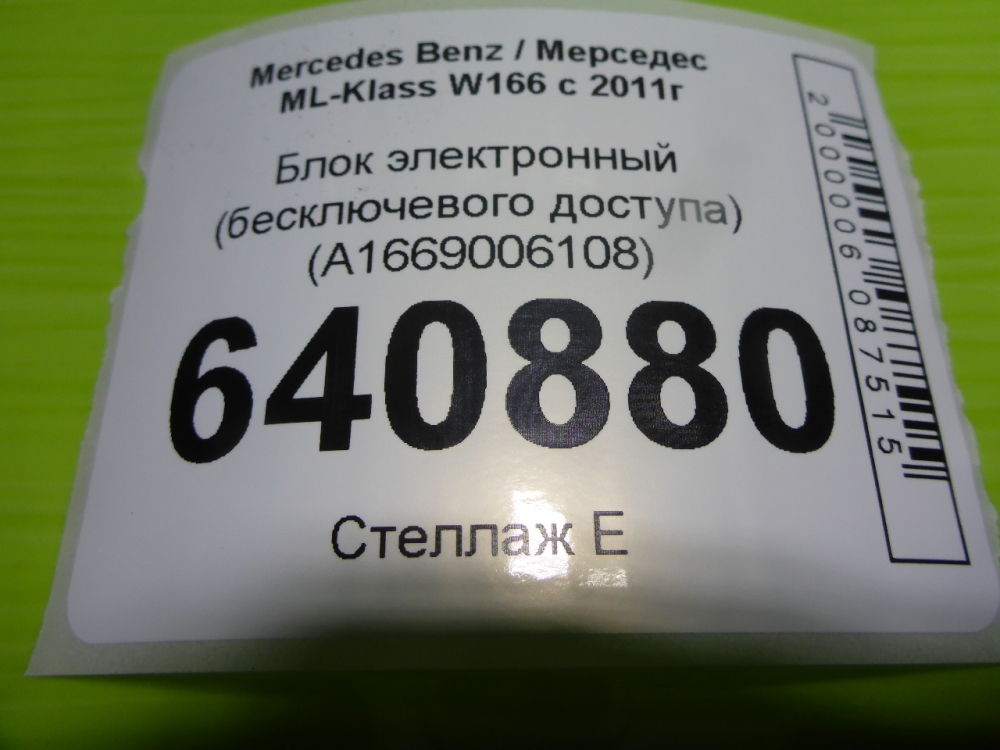 Mercedes Benz / Мерседес
ML-Klass W166 с 2011г
Блок электронный
(бесключевого доступа)
(A1669006108)
640880
Стеллаж Е
2000006087515